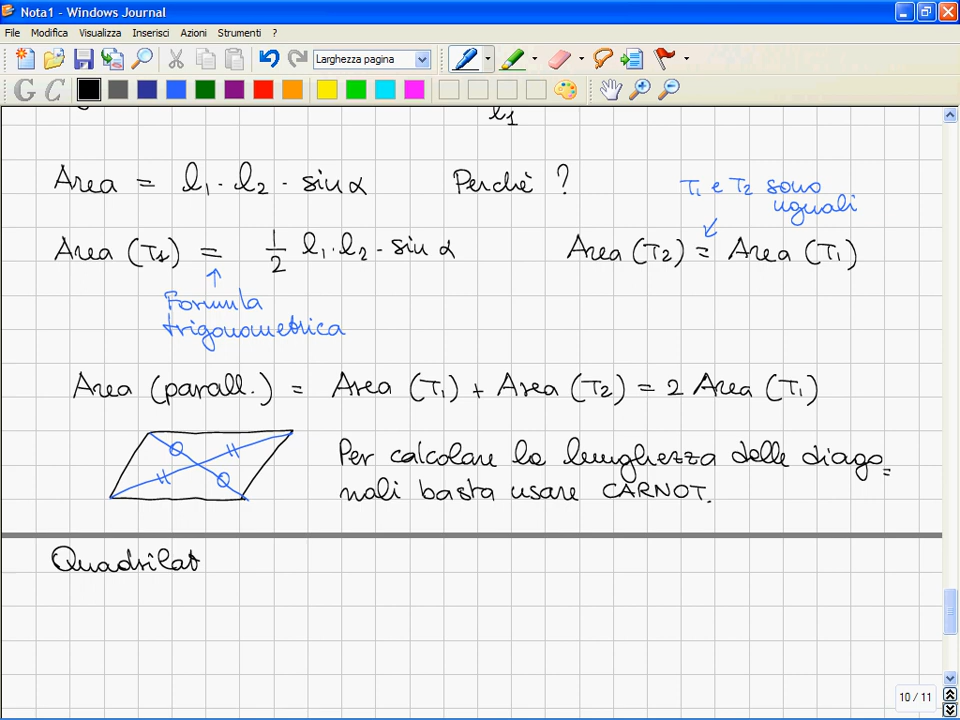 Nota1 - Windows Journal
File Modifica Visualizza Inserisci Azioni Strumenti ?
Larghezza pagina
G C
l1
Area = l1 · l2 · sin α Perchè ?
T1 e T2 sono
uguali
Area (T1) = 1/2 l1 · l2 · sin α Area (T2) = Area (T1)
Formula
trigonometrica
Area (parall.) = Area (T1) + Area (T2) = 2 Area (T1)
Per calcolare la lunghezza delle diago=
nali basta usare CARNOT.
Quadrilat
10 / 11